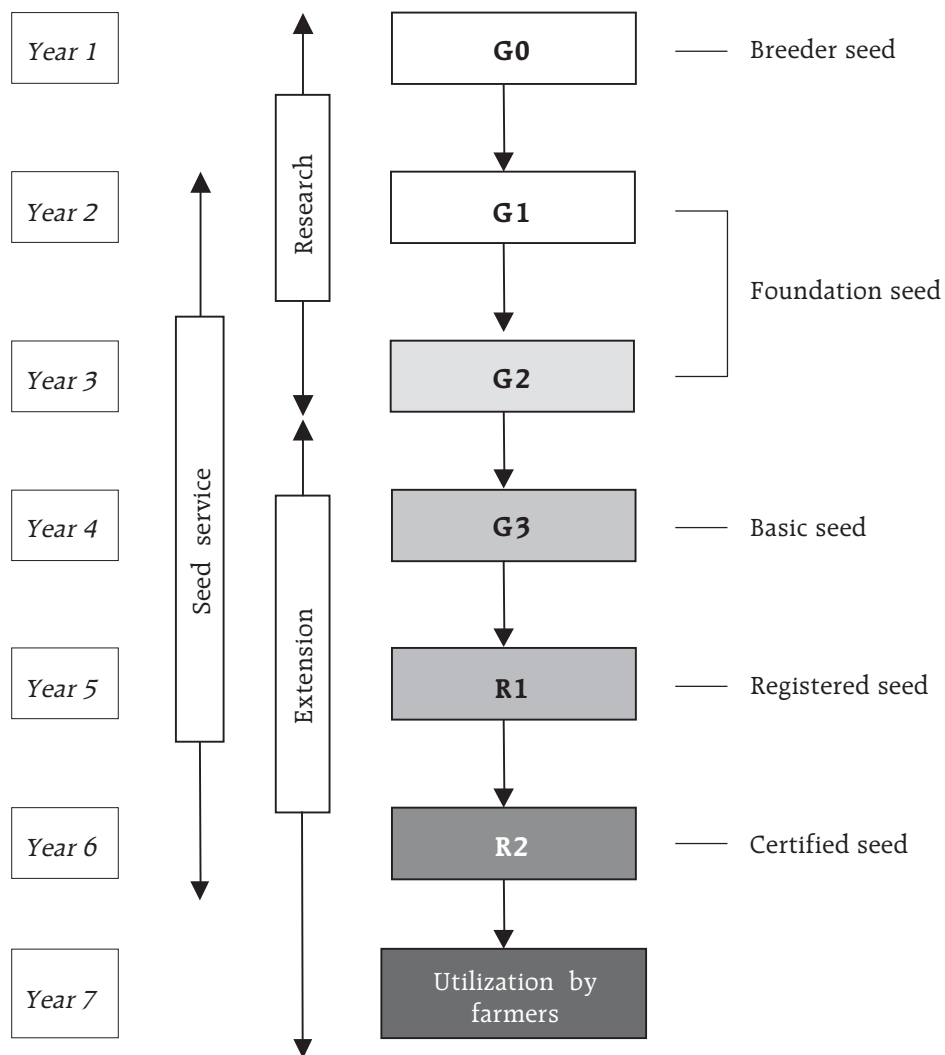 Year 1
G0
Breeder seed
Research
Year 2
G1
Foundation seed
Year 3
G2
Seed service
Year 4
G3
Basic seed
Extension
Year 5
R1
Registered seed
Year 6
R2
Certified seed
Year 7
Utilization by
farmers